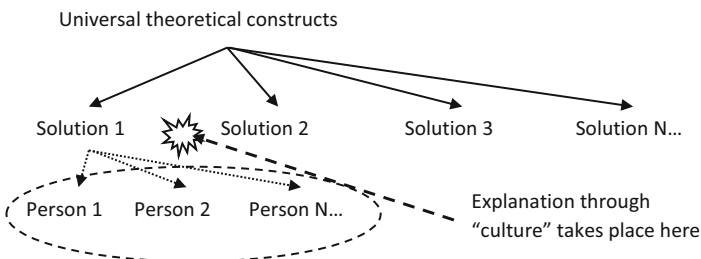 Universal theoretical constructs
Solution 1 Solution 2 Solution 3 Solution N...
Person 1 Person 2 Person N...
Explanation through
“culture” takes place here